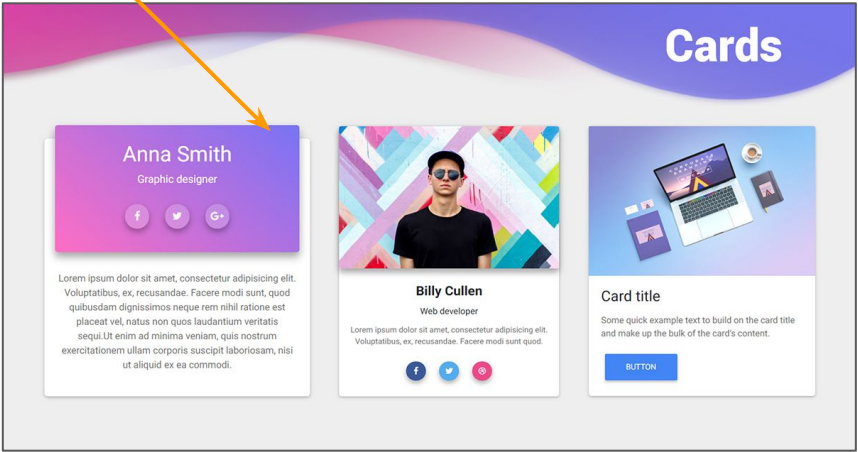 Cards
Anna Smith
Graphic designer
f
G+
Lorem ipsum dolor sit amet, consectetur adipisicing elit.
Voluptatibus, ex, recusandae. Facere modi sunt, quod
quibusdam dignissimos neque rem nihil ratione est
placeat vel, natus non quos laudantium veritatis
sequi.Ut enim ad minima veniam, quis nostrum
exercitationem ullam corporis suscipit laboriosam, nisi
ut aliquid ex ea commodi.
Billy Cullen
Web developer
Lorem ipsum dolor sit amet, consectetur adipisicing elit.
Voluptatibus, ex, recusandae. Facere modi sunt quod.
f
Card title
Some quick example text to build on the card title
and make up the bulk of the card's content.
BUTTON